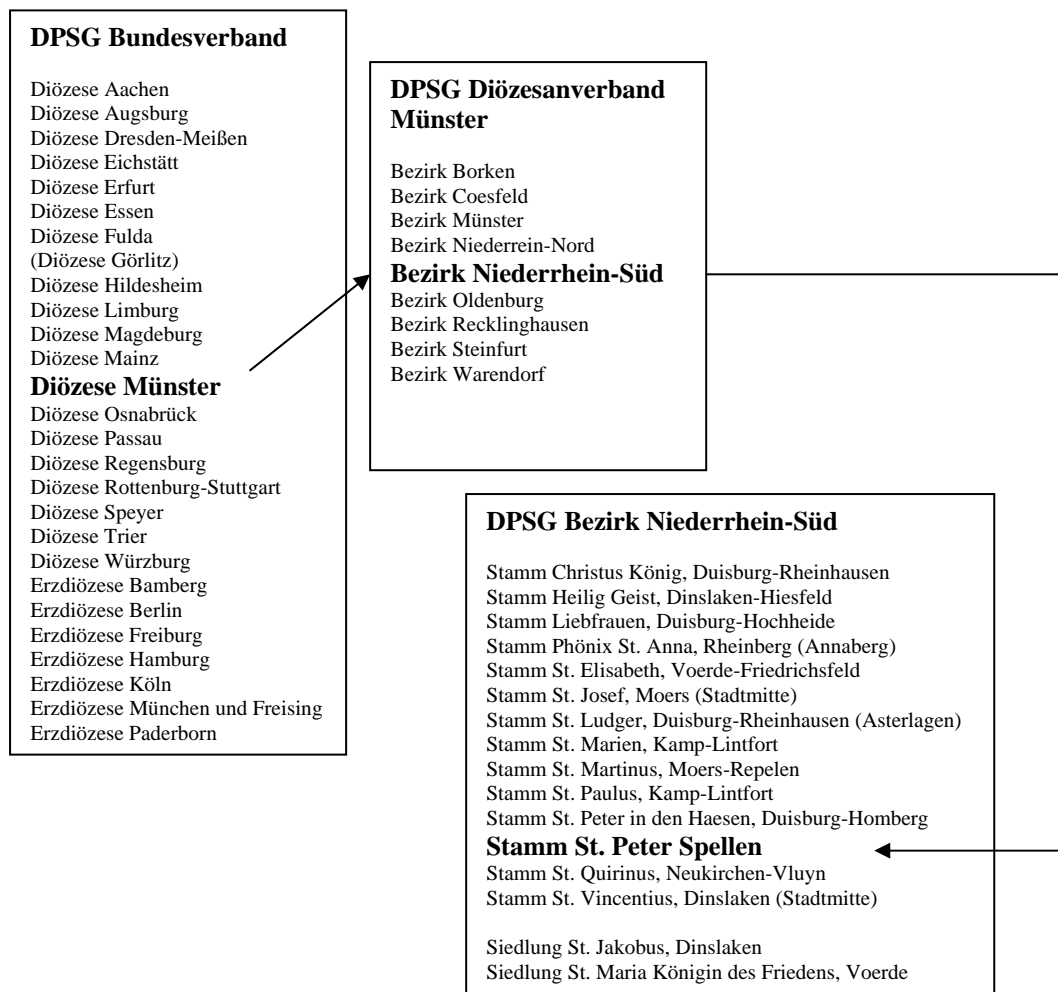 DPSG Bundesverband
Diözese Aachen
Diözese Augsburg
Diözese Dresden-Meißen
Diözese Eichstätt
Diözese Erfurt
Diözese Essen
Diözese Fulda
(Diözese Görlitz)
Diözese Hildesheim
Diözese Limburg
Diözese Magdeburg
Diözese Mainz
Diözese Münster
Diözese Osnabrück
Diözese Passau
Diözese Regensburg
Diözese Rottenburg-Stuttgart
Diözese Speyer
Diözese Trier
Diözese Würzburg
Erzdiözese Bamberg
Erzdiözese Berlin
Erzdiözese Freiburg
Erzdiözese Hamburg
Erzdiözese Köln
Erzdiözese München und Freising
Erzdiözese Paderborn
DPSG Diözesanverband
Münster
Bezirk Borken
Bezirk Coesfeld
Bezirk Münster
Bezirk Niederrein-Nord
Bezirk Niederrhein-Süd
Bezirk Oldenburg
Bezirk Recklinghausen
Bezirk Steinfurt
Bezirk Warendorf
DPSG Bezirk Niederrhein-Süd
Stamm Christus König, Duisburg-Rheinhausen
Stamm Heilig Geist, Dinslaken-Hiesfeld
Stamm Liebfrauen, Duisburg-Hochheide
Stamm Phönix St. Anna, Rheinberg (Annaberg)
Stamm St. Elisabeth, Voerde-Friedrichsfeld
Stamm St. Josef, Moers (Stadtmitte)
Stamm St. Ludger, Duisburg-Rheinhausen (Asterlagen)
Stamm St. Marien, Kamp-Lintfort
Stamm St. Martinus, Moers-Repelen
Stamm St. Paulus, Kamp-Lintfort
Stamm St. Peter in den Haesen, Duisburg-Homberg
Stamm St. Peter Spellen
Stamm St. Quirinus, Neukirchen-Vluyn
Stamm St. Vincentius, Dinslaken (Stadtmitte)
Siedlung St. Jakobus, Dinslaken
Siedlung St. Maria Königin des Friedens, Voerde